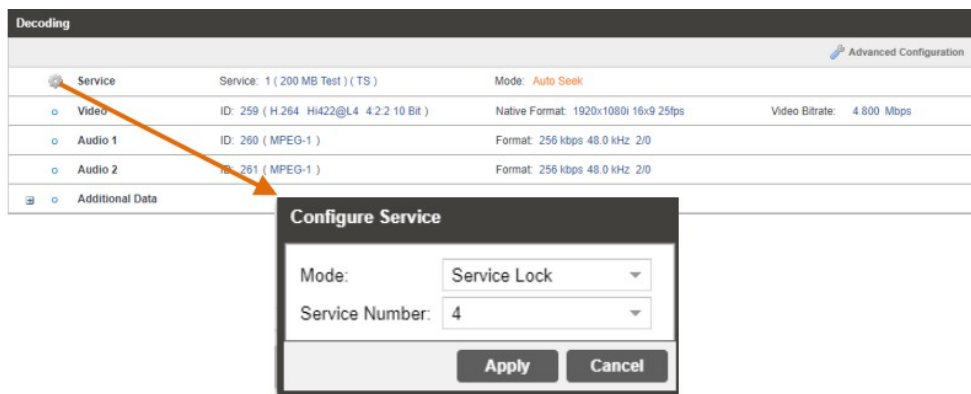 Decoding
Advanced Configuration
Service Service: 1 ( 200 MB Test ) ( TS ) Mode: Auto Seek
Video ID: 259 ( H.264 Hi422@L4 4:2:2 10 Bit ) Native Format: 1920x1080i 16x9 25fps Video Bitrate: 4.800 Mbps
Audio 1 ID: 260 ( MPEG-1 ) Format: 256 kbps 48.0 kHz 2/0
Audio 2 ID: 261 ( MPEG-1 ) Format: 256 kbps 48.0 kHz 2/0
Additional Data
Configure Service
Mode: Service Lock
Service Number: 4
Apply Cancel